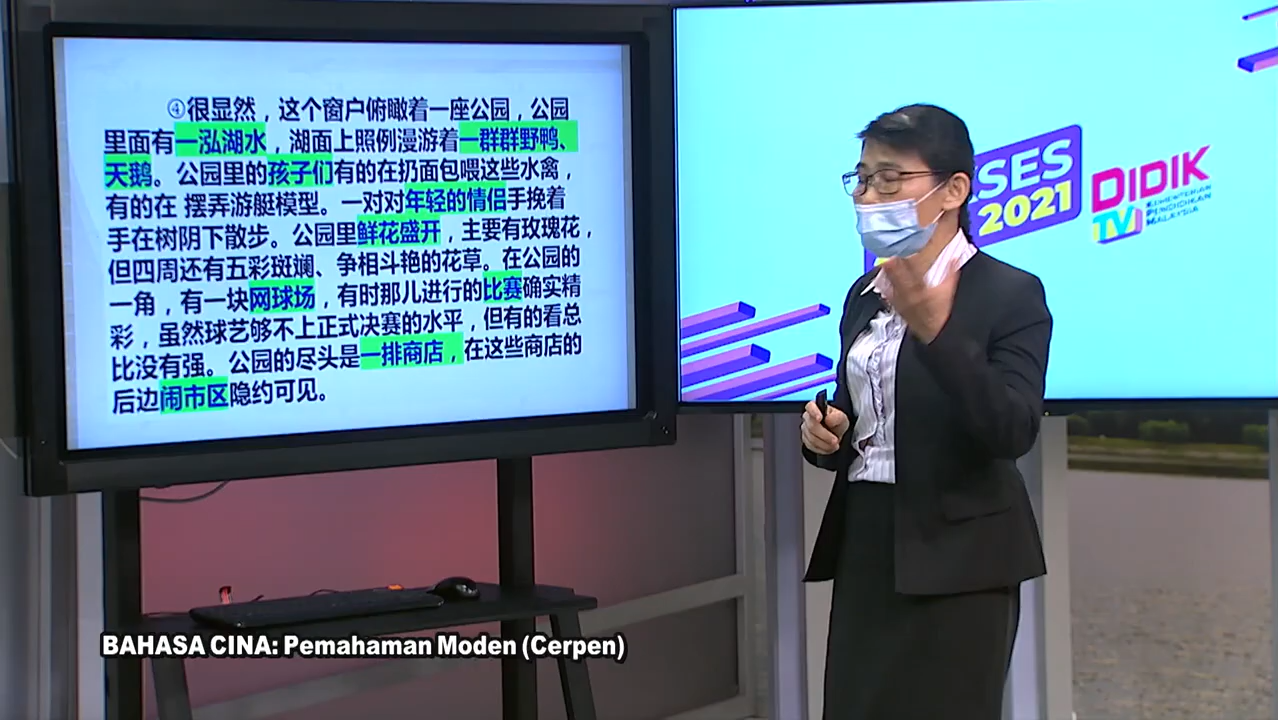 ④很显然，这个窗户俯瞰着一座公园，公园
里面有一泓湖水，湖面上照例漫游着一群群野鸭、
天鹅。公园里的孩子们有的在扔面包喂这些水禽，
有的在 摆弄游艇模型。一对对年轻的情侣手挽着
手在树阴下散步。公园里鲜花盛开，主要有玫瑰花，
但四周还有五彩斑斓、争相斗艳的花草。在公园的
一角，有一块网球场，有时那儿进行的比赛确实精
彩，虽然球艺够不上正式决赛的水平，但有的看总
比没有强。公园的尽头是一排商店，在这些商店的
后边闹市区隐约可见。
SES
2021
DIDIK
TV
KEMENTERIAN
PENDIDIKAN
MALAYSIA
BAHASA CINA: Pemahaman Moden (Cerpen)